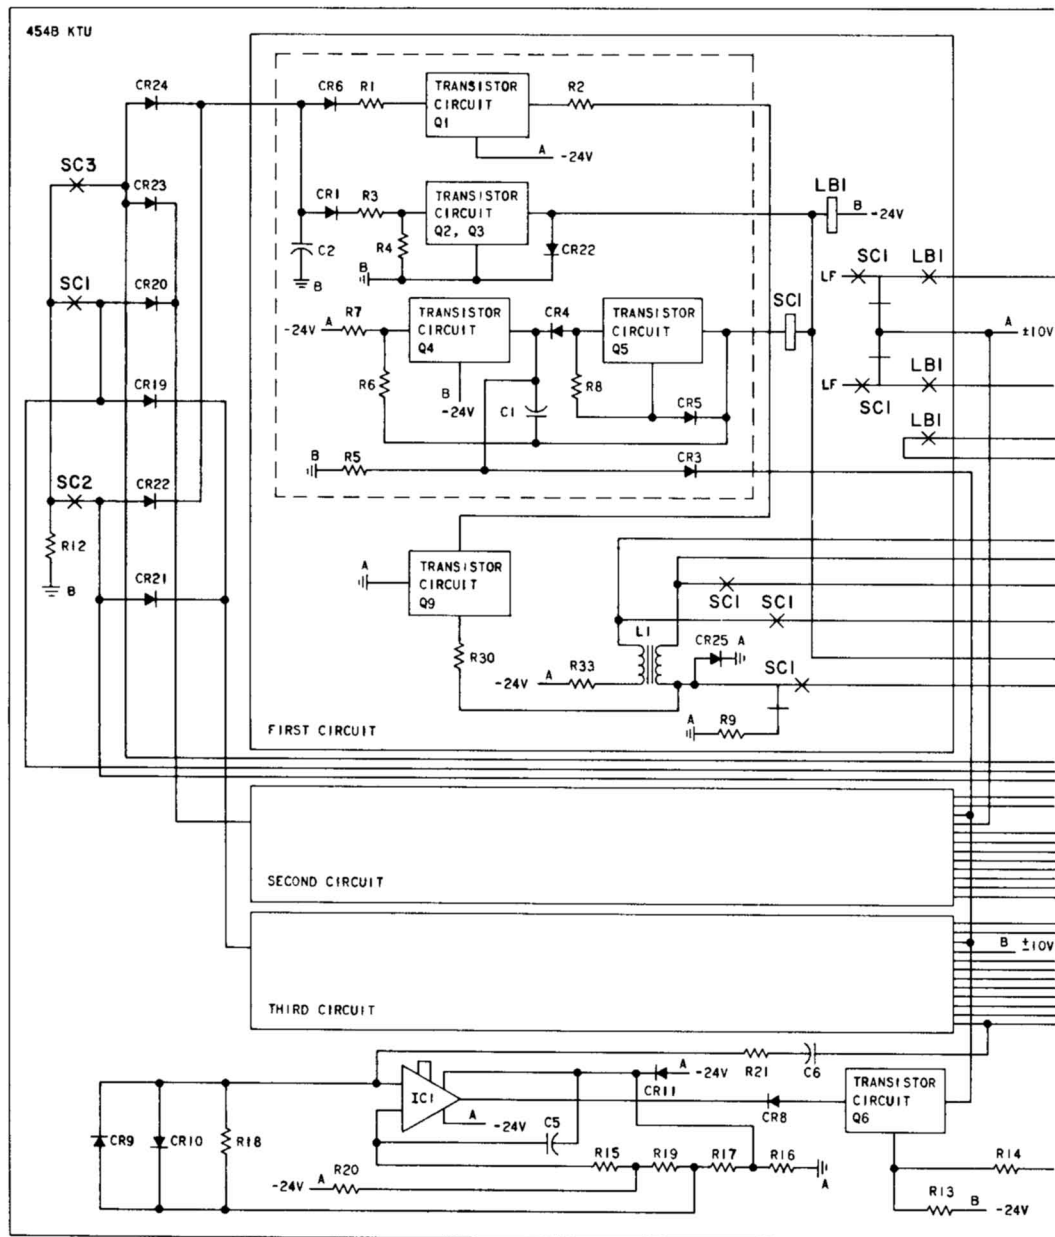 454B KTU
CR24
CR6
R1
TRANSISTOR
CIRCUIT
Q1
R2
A
-24V
SC3
CR23
CR1
R3
TRANSISTOR
CIRCUIT
Q2, Q3
LB1
B
-24V
R4
CR22
C2
B
B
SC1
CR20
SC1
LB1
LF
R7
-24V
A
TRANSISTOR
CIRCUIT
Q4
CR4
TRANSISTOR
CIRCUIT
Q5
SC1
A
±10V
R6
B
-24V
R8
LB1
LF
SC1
CR19
C1
CR5
LB1
B
R5
CR3
SC2
CR22
R12
B
CR21
A
TRANSISTOR
CIRCUIT
Q9
SC1
SC1
L1
R30
CR25
A
SC1
-24V
A
R33
A
R9
FIRST CIRCUIT
SECOND CIRCUIT
B
±10V
THIRD CIRCUIT
R21
C6
A
-24V
CR11
TRANSISTOR
CIRCUIT
Q6
IC1
CR8
A
-24V
C5
CR9
CR10
R18
R15
R19
R17
R16
A
R14
-24V
A
R20
R13
B
-24V